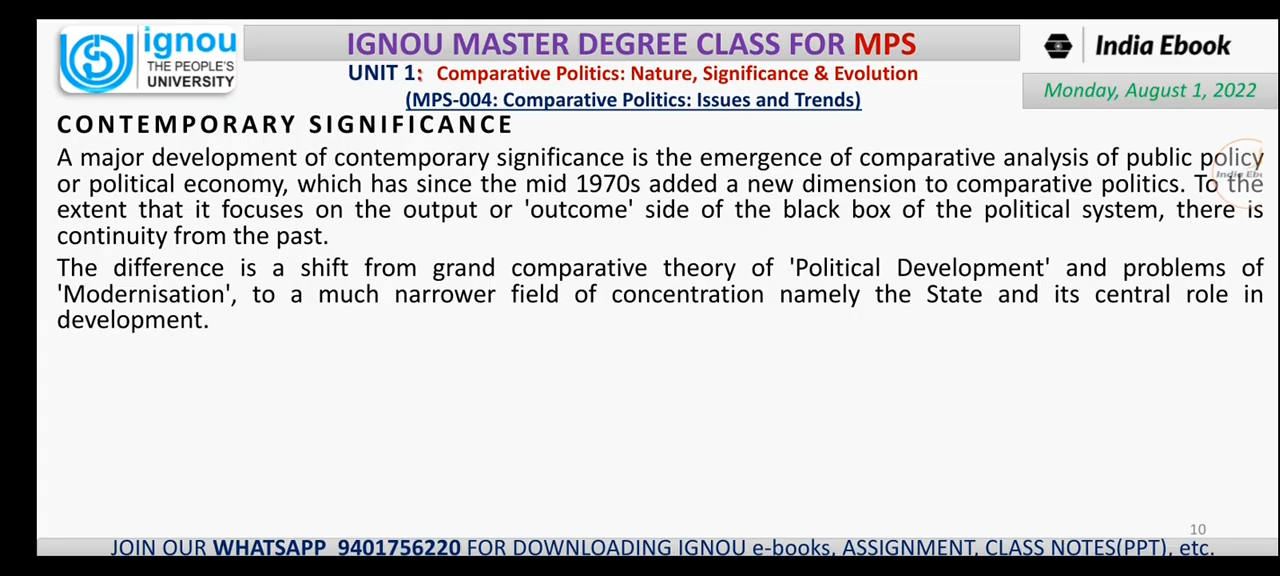 ignou
THE PEOPLE'S
UNIVERSITY
IGNOU MASTER DEGREE CLASS FOR MPS
UNIT 1: Comparative Politics: Nature, Significance & Evolution
(MPS-004: Comparative Politics: Issues and Trends)
India Ebook
Monday, August 1, 2022
CONTEMPORARY SIGNIFICANCE
A major development of contemporary significance is the emergence of comparative analysis of public policy
or political economy, which has since the mid 1970s added a new dimension to comparative politics. To the
extent that it focuses on the output or 'outcome' side of the black box of the political system, there is
continuity from the past.
The difference is a shift from grand comparative theory of 'Political Development' and problems of
'Modernisation', to a much narrower field of concentration namely the State and its central role in
development.
10
JOIN OUR WHATSAPP 9401756220 FOR DOWNLOADING IGNOU e-books, ASSIGNMENT, CLASS NOTES(PPT), etc.